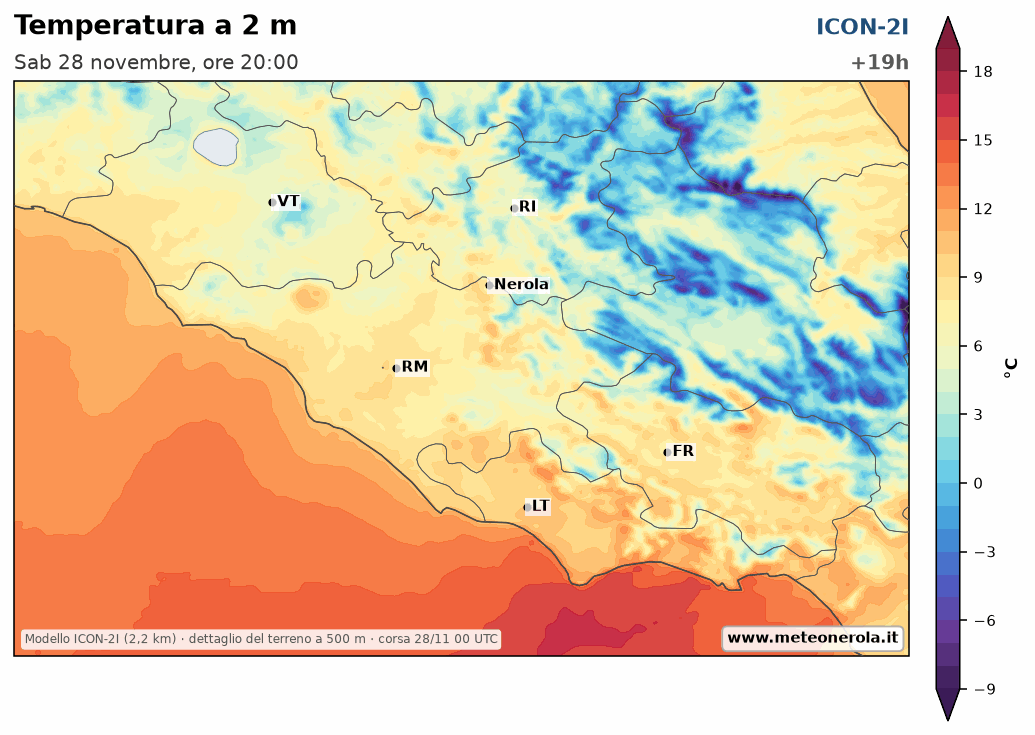 Temperatura a 2 m
ICON-2I
Sab 28 novembre, ore 20:00
+19h
VT
RI
Nerola
RM
FR
LT
18
15
12
9
6
3
0
−3
−6
−9
°C
Modello ICON-2I (2,2 km) · dettaglio del terreno a 500 m · corsa 28/11 00 UTC
www.meteonerola.it